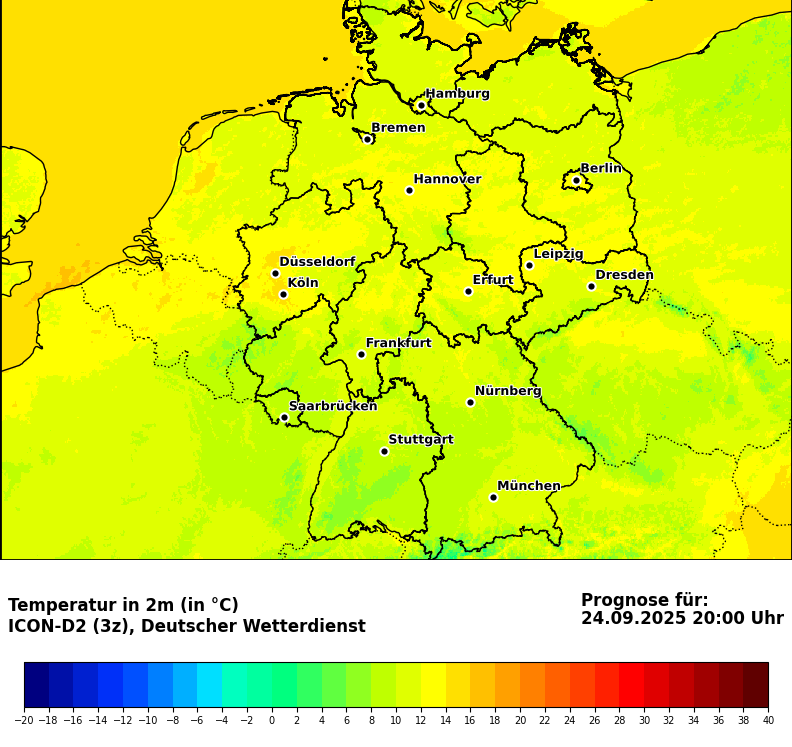 Hamburg
Bremen
Berlin
Hannover
Leipzig
Düsseldorf
Dresden
Erfurt
Köln
Frankfurt
Nürnberg
Saarbrücken
Stuttgart
München
Temperatur in 2m (in °C)
ICON-D2 (3z), Deutscher Wetterdienst
Prognose für:
24.09.2025 20:00 Uhr
−20 −18 −16 −14 −12 −10 −8 −6 −4 −2 0 2 4 6 8 10 12 14 16 18 20 22 24 26 28 30 32 34 36 38 40